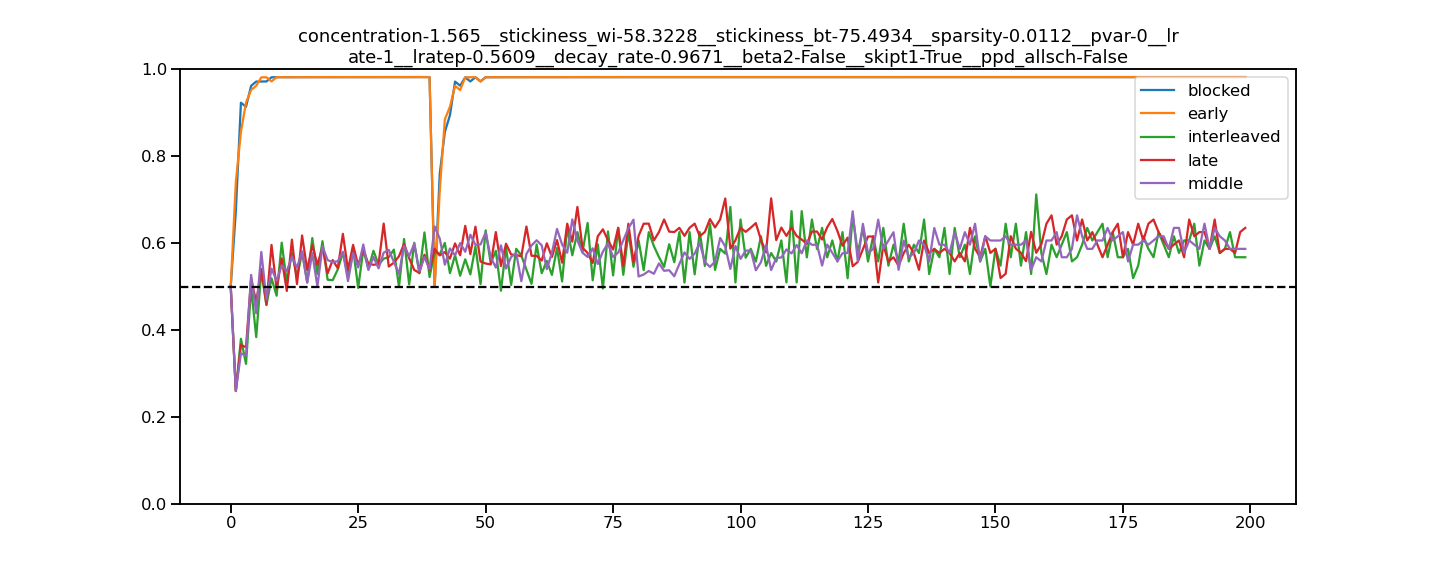 concentration-1.565__stickiness_wi-58.3228__stickiness_bt-75.4934__sparsity-0.0112__pvar-0__lr
ate-1__lratep-0.5609__decay_rate-0.9671__beta2-False__skipt1-True__ppd_allsch-False
1.0
0.8
0.6
0.4
0.2
0.0
blocked
early
interleaved
late
middle
0 25 50 75 100 125 150 175 200